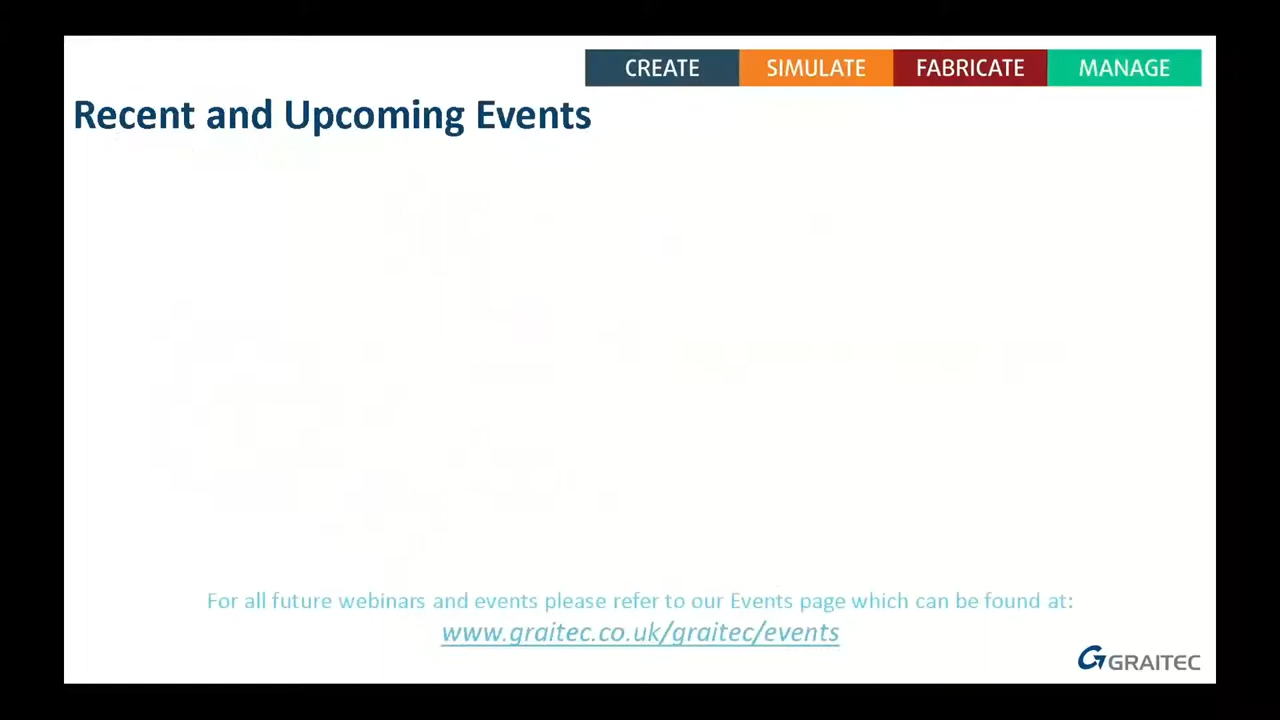 CREATE SIMULATE FABRICATE MANAGE
Recent and Upcoming Events
For all future webinars and events please refer to our Events page which can be found at:
www.graitec.co.uk/graitec/events
GRAITEC